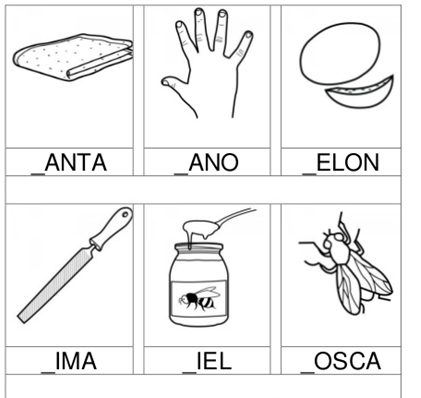 _ANTA
_ANO
_ELON
_IMA
_IEL
_OSCA